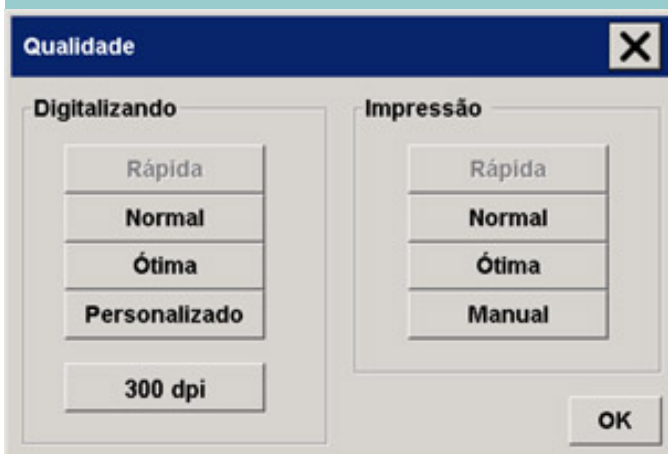 Qualidade
Digitalizando
Rápida
Normal
Ótima
Personalizado
300 dpi
Impressão
Rápida
Normal
Ótima
Manual
OK